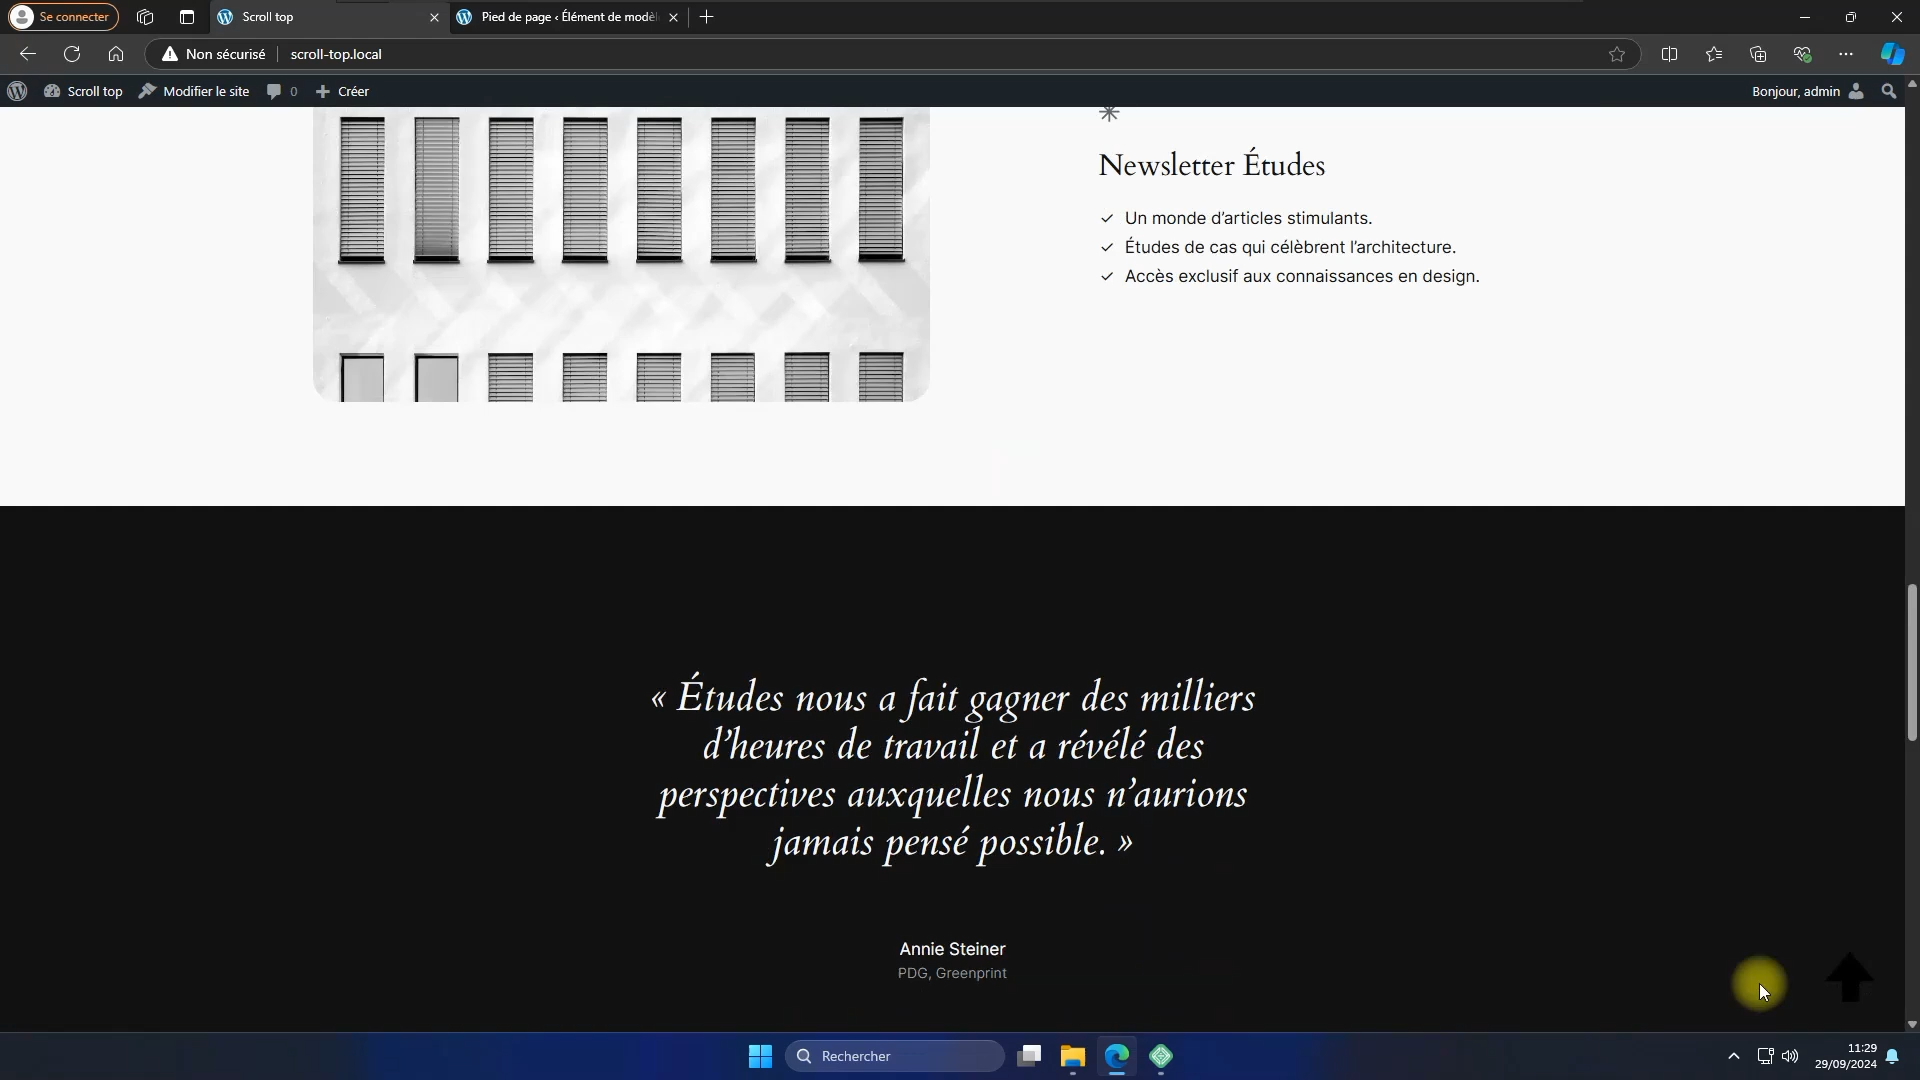 Se connecter
Scroll top
Pied de page ‹ Élément de modèl
Non sécurisé
scroll-top.local
Scroll top
Modifier le site
0
Créer
Bonjour, admin
Newsletter Études
Un monde d’articles stimulants.
Études de cas qui célèbrent l’architecture.
Accès exclusif aux connaissances en design.
« Études nous a fait gagner des milliers
d’heures de travail et a révélé des
perspectives auxquelles nous n’aurions
jamais pensé possible. »
Annie Steiner
PDG, Greenprint
Rechercher
11:29
29/09/2024